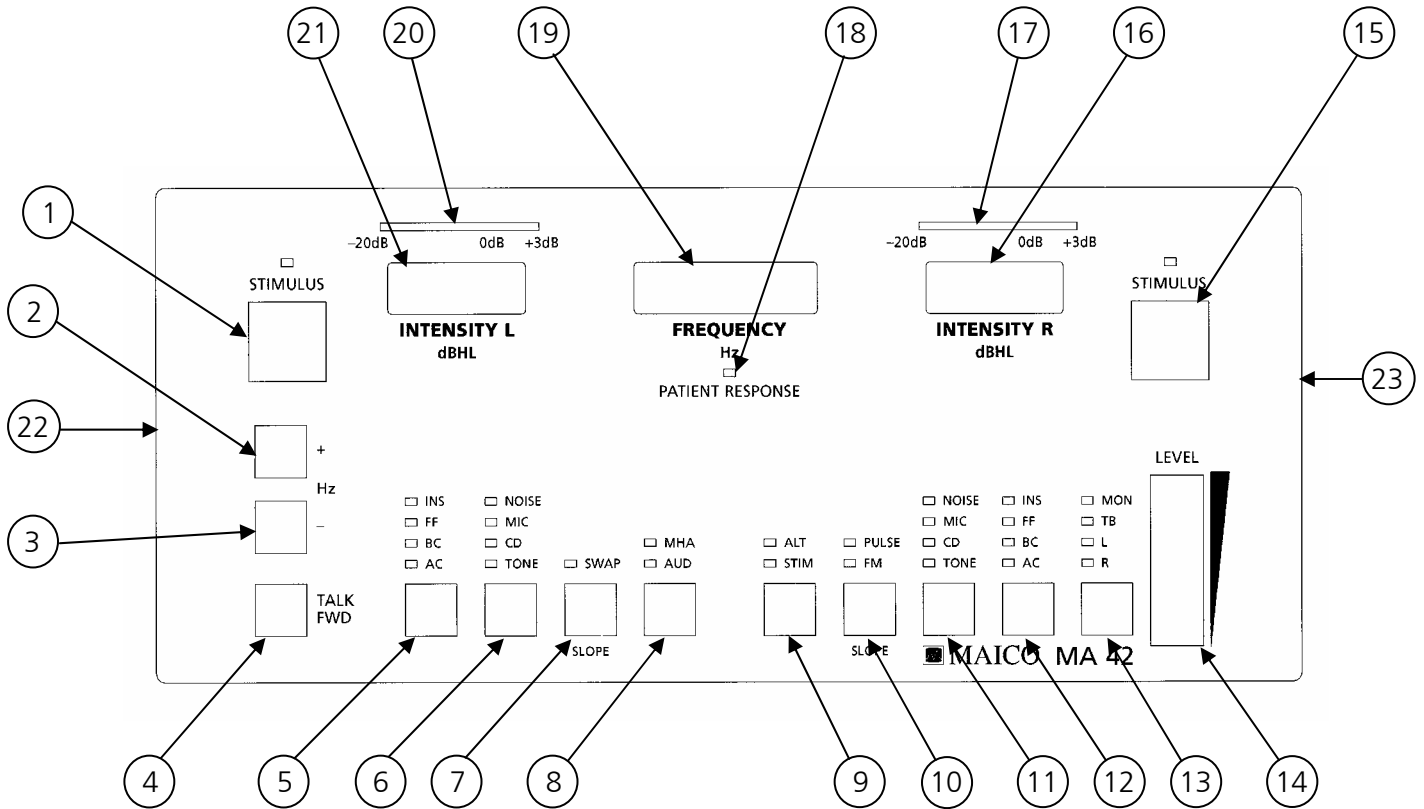 21 20 19 18 17 16 15
1
−20dB 0dB +3dB
−20dB 0dB +3dB
STIMULUS
STIMULUS
2
INTENSITY L
FREQUENCY
INTENSITY R
dBHL
Hz
dBHL
PATIENT RESPONSE
23
22
+
LEVEL
Hz
INS NOISE
NOISE INS MON
3
−
FF MIC
MIC FF TB
BC CD
MHA
ALT
PULSE
CD BC L
AC TONE
SWAP
AUD
STIM
FM
TONE AC R
TALK
FWD
SLOPE
SLOPE
MAICO MA 42
4 5 6 7 8 9 10 11 12 13 14